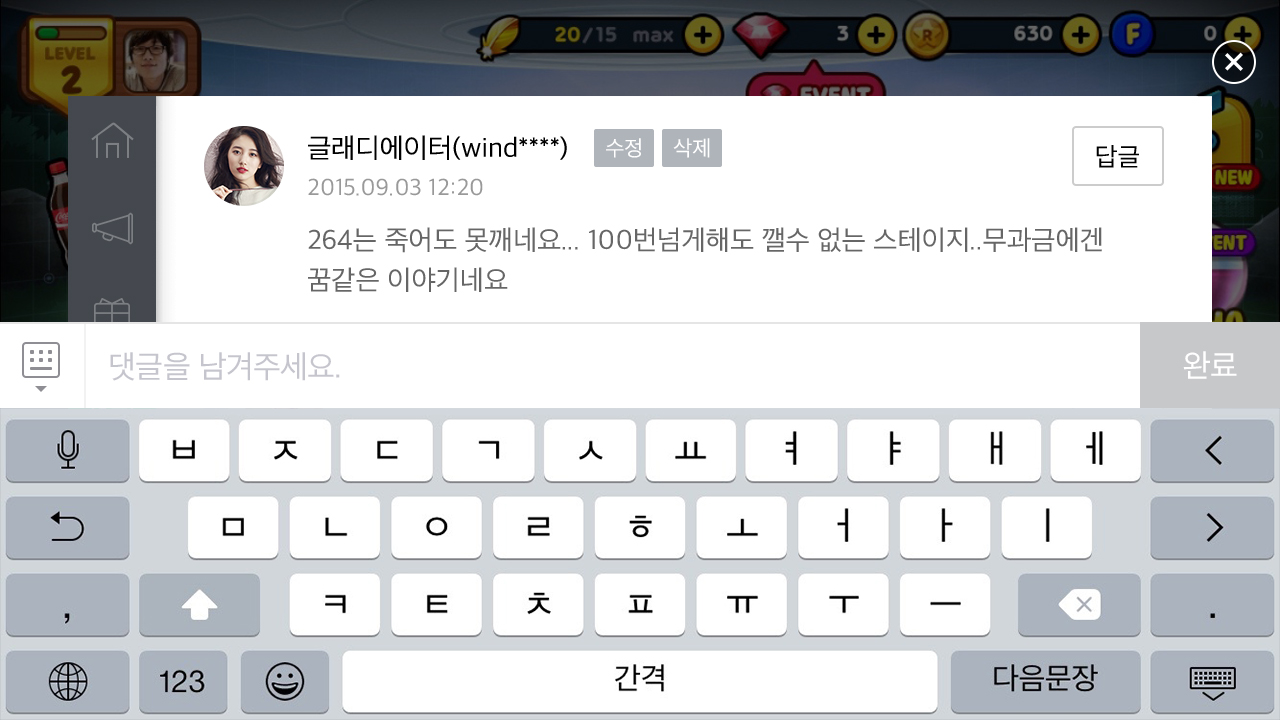 LEVEL
2
20/15 max
3
R
630
F
0
EVENT
NEW
글래디에이터(wind****) 수정 삭제
답글
2015.09.03 12:20
264는 죽어도 못깨네요... 100번넘게해도 깰수 없는 스테이지..무과금에겐
꿈같은 이야기네요
댓글을 남겨주세요.
완료
ㅂ ㅈ ㄷ ㄱ ㅅ ㅛ ㅕ ㅑ ㅐ ㅔ <
ㅁ ㄴ ㅇ ㄹ ㅎ ㅗ ㅓ ㅏ ㅣ >
, ㅋ ㅌ ㅊ ㅍ ㅠ ㅜ ㅡ .
123 간격 다음문장